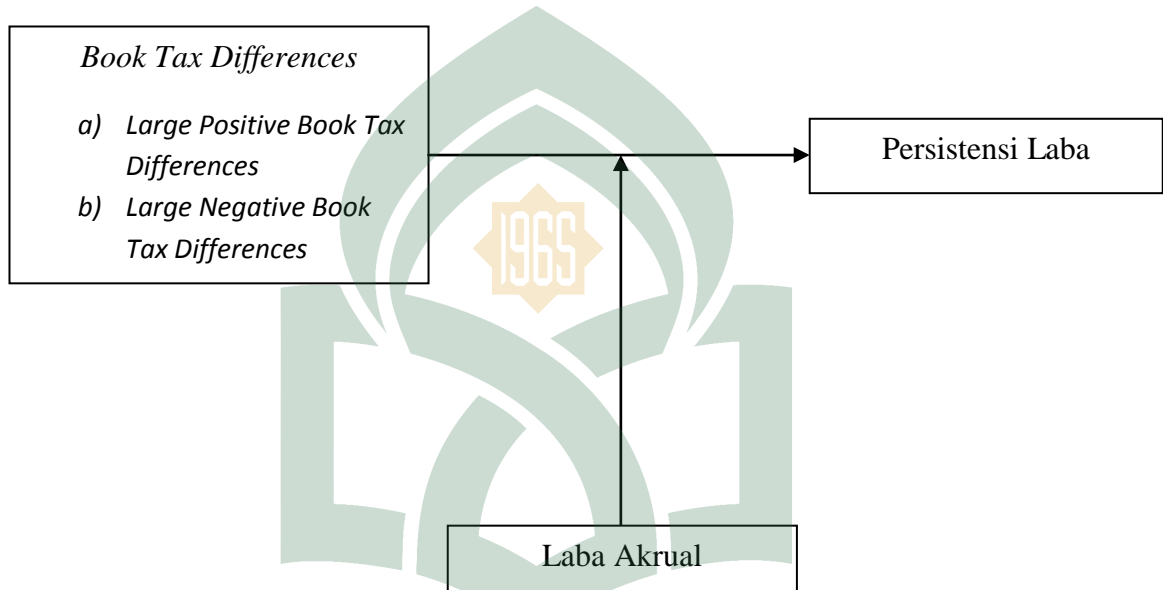 Book Tax Differences
a) Large Positive Book Tax
Differences
b) Large Negative Book
Tax Differences
Persistensi Laba
1965
Laba Akrual